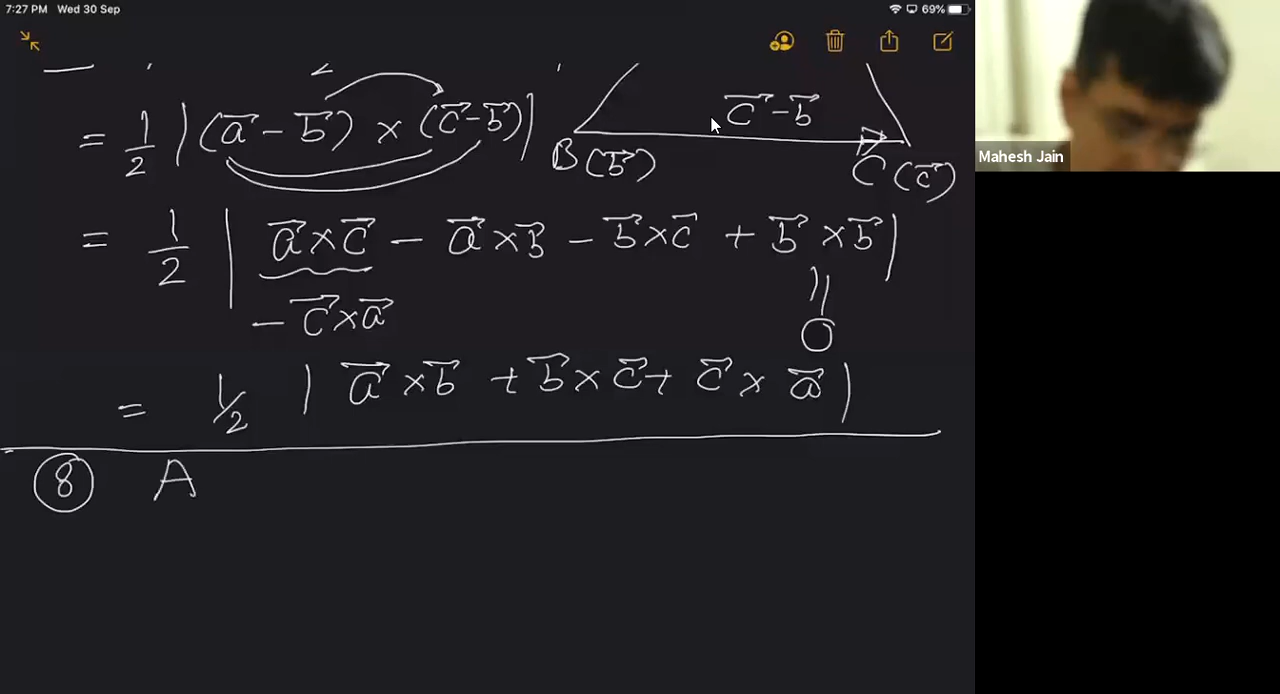 7:27 PM Wed 30 Sep 69%
= 1/2 |(a⃗ - b⃗) × (c⃗ - b⃗)|
c⃗ - b⃗
B(b⃗) C(c⃗)
Mahesh Jain
= 1/2 | a⃗ × c⃗ - a⃗ × b⃗ - b⃗ × c⃗ + b⃗ × b⃗ |
- c⃗ × a⃗
0
= 1/2 | a⃗ × b⃗ + b⃗ × c⃗ + c⃗ × a⃗ |
8 A